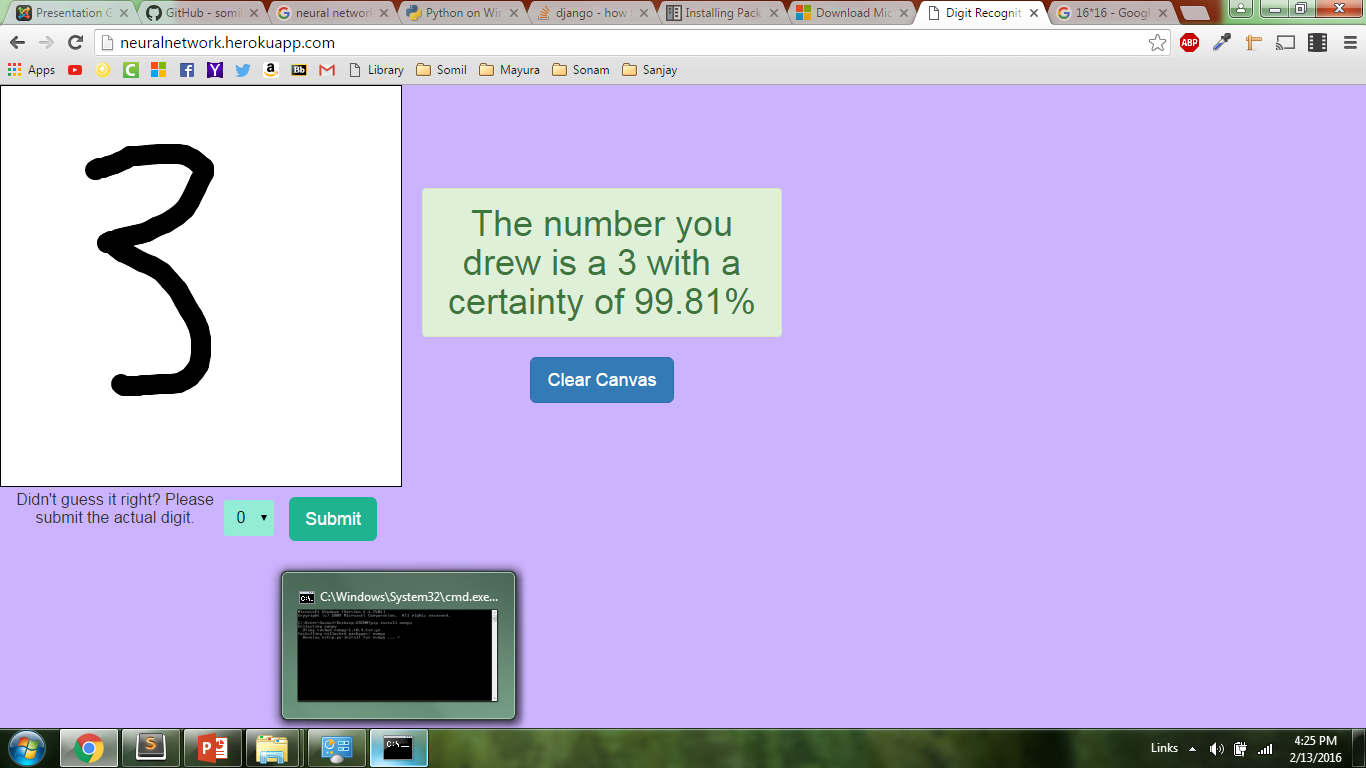 Presentation G
GitHub - somil
neural network
Python on Win
django - how
Installing Pack
Download Mic
Digit Recognit
16*16 - Googl
neuralnetwork.herokuapp.com
ABP
Apps
Bb
Library
Somil
Mayura
Sonam
Sanjay
3
The number you
drew is a 3 with a
certainty of 99.81%
Clear Canvas
Didn't guess it right? Please
submit the actual digit.
0
Submit
C:\Windows\System32\cmd.exe...
Links
4:25 PM
2/13/2016